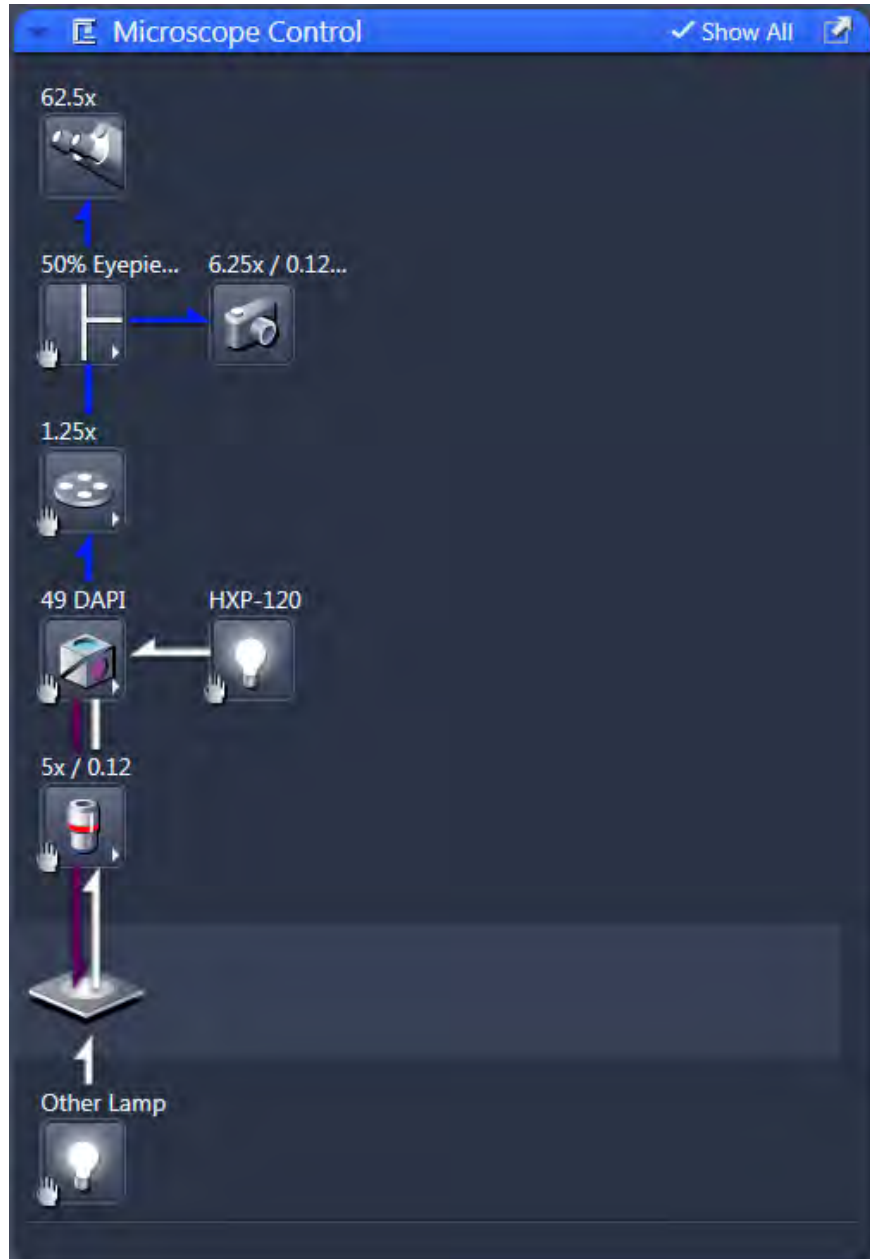 Microscope Control
Show All
62.5x
50% Eyepie... 6.25x / 0.12...
1.25x
49 DAPI HXP-120
5x / 0.12
Other Lamp